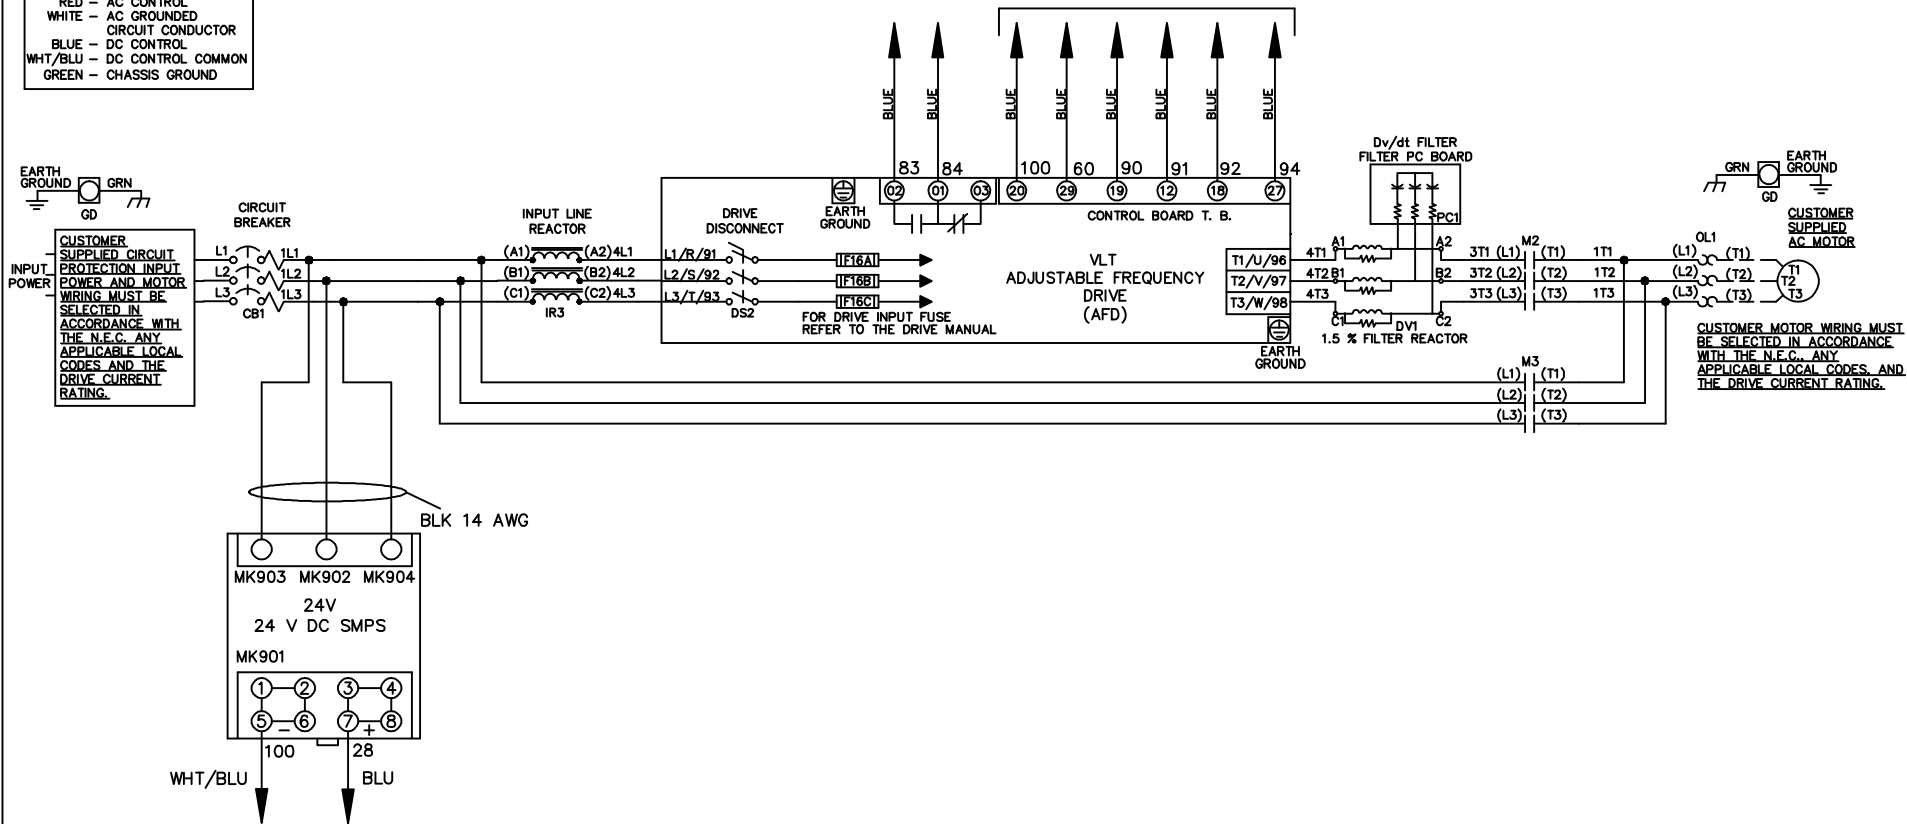 RED - AC CONTROL
WHITE - AC GROUNDED
CIRCUIT CONDUCTOR
BLUE - DC CONTROL
WHT/BLU - DC CONTROL COMMON
GREEN - CHASSIS GROUND
BLUE BLUE BLUE BLUE BLUE BLUE BLUE BLUE
83 84 100 60 90 91 92 94
02 01 03 20 29 19 12 18 27
EARTH
GROUND
CONTROL BOARD T. B.
EARTH
GROUND
GRN
GD
CIRCUIT
BREAKER
L1 1L1
L2 1L2
L3 1L3
CB1
INPUT
POWER
CUSTOMER
SUPPLIED CIRCUIT
PROTECTION INPUT
POWER AND MOTOR
WIRING MUST BE
SELECTED IN
ACCORDANCE WITH
THE N.E.C. ANY
APPLICABLE LOCAL
CODES AND THE
DRIVE CURRENT
RATING.
INPUT LINE
REACTOR
(A1) (A2) 4L1
(B1) (B2) 4L2
(C1) (C2) 4L3
IR3
DRIVE
DISCONNECT
L1/R/91
L2/S/92
L3/T/93
DS2
F16A
F16B
F16C
FOR DRIVE INPUT FUSE
REFER TO THE DRIVE MANUAL
VLT
ADJUSTABLE FREQUENCY
DRIVE
(AFD)
T1/U/96
T2/V/97
T3/W/98
EARTH
GROUND
Dv/dt FILTER
FILTER PC BOARD
PC1
4T1 A1 A2
4T2 B1 B2
4T3 C1 C2
DV1
1.5 % FILTER REACTOR
M2
3T1 (L1) (T1) 1T1
3T2 (L2) (T2) 1T2
3T3 (L3) (T3) 1T3
M3
(L1) (T1)
(L2) (T2)
(L3) (T3)
GRN
EARTH
GROUND
GD
CUSTOMER
SUPPLIED
AC MOTOR
OL1
(L1) (T1)
(L2) (T2)
(L3) (T3)
T1
T2
T3
CUSTOMER MOTOR WIRING MUST
BE SELECTED IN ACCORDANCE
WITH THE N.E.C., ANY
APPLICABLE LOCAL CODES, AND
THE DRIVE CURRENT RATING.
BLK 14 AWG
MK903 MK902 MK904
24V
24 V DC SMPS
MK901
1 2 3 4
5 6 7 8
- +
100 28
WHT/BLU BLU